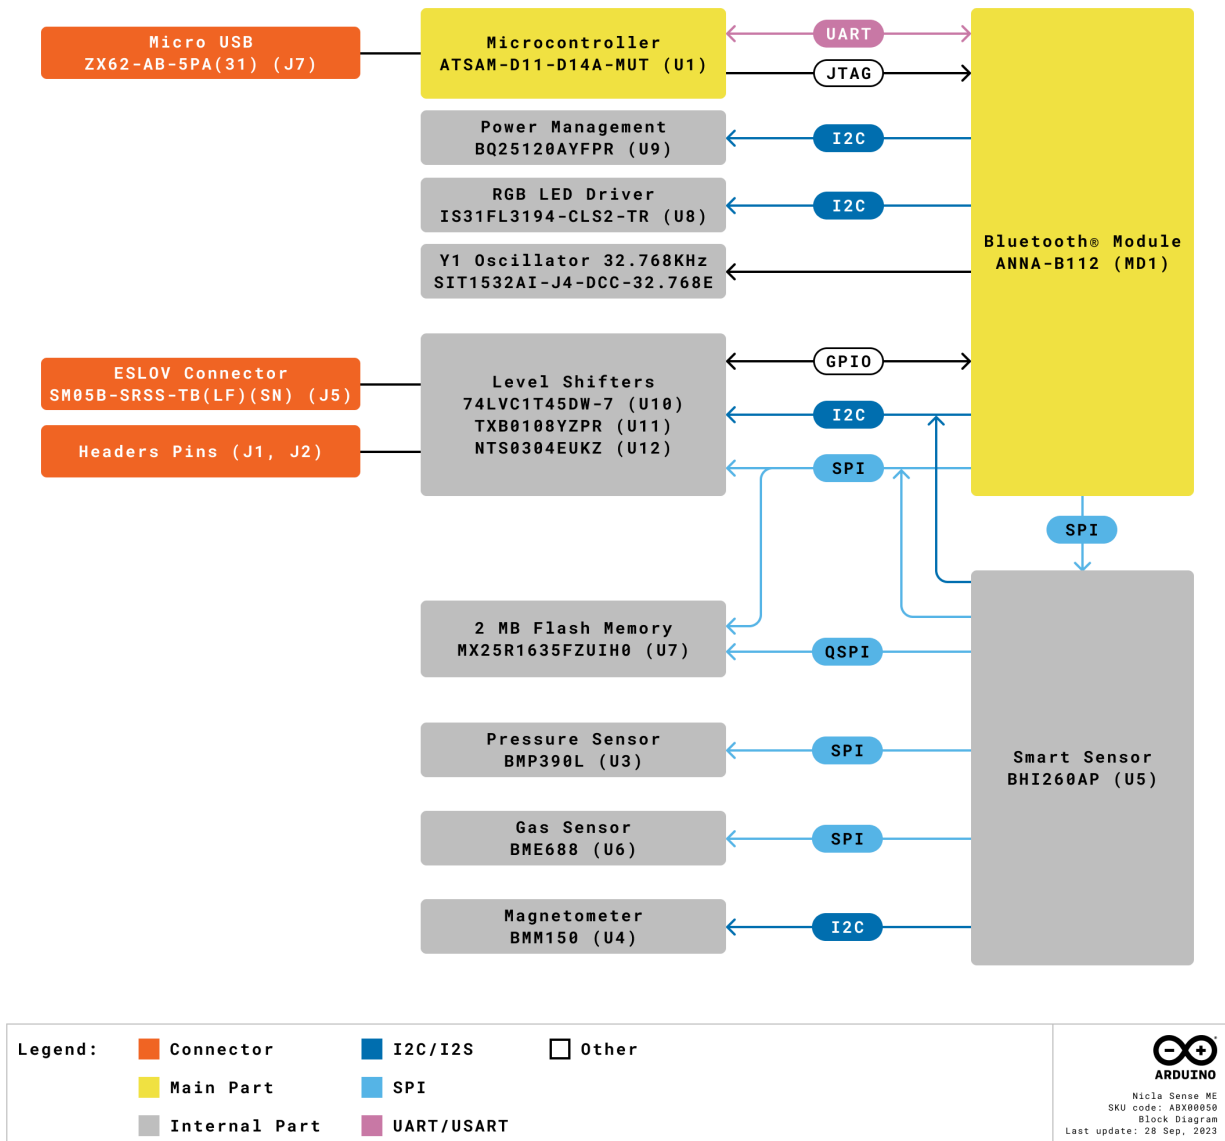 Micro USB
ZX62-AB-5PA(31) (J7)
Microcontroller
ATSAM-D11-D14A-MUT (U1)
UART
JTAG
Power Management
BQ25120AYFPR (U9)
I2C
RGB LED Driver
IS31FL3194-CLS2-TR (U8)
I2C
Y1 Oscillator 32.768KHz
SIT1532AI-J4-DCC-32.768E
Bluetooth® Module
ANNA-B112 (MD1)
ESLOV Connector
SM05B-SRSS-TB(LF)(SN) (J5)
Headers Pins (J1, J2)
Level Shifters
74LVC1T45DW-7 (U10)
TXB0108YZPR (U11)
NTS0304EUKZ (U12)
GPIO
I2C
SPI
SPI
2 MB Flash Memory
MX25R1635FZUIH0 (U7)
QSPI
Pressure Sensor
BMP390L (U3)
SPI
Smart Sensor
BHI260AP (U5)
Gas Sensor
BME688 (U6)
SPI
Magnetometer
BMM150 (U4)
I2C
Legend:
Connector
Main Part
Internal Part
I2C/I2S
SPI
UART/USART
Other
ARDUINO
Nicla Sense ME
SKU code: ABX00050
Block Diagram
Last update: 28 Sep, 2023